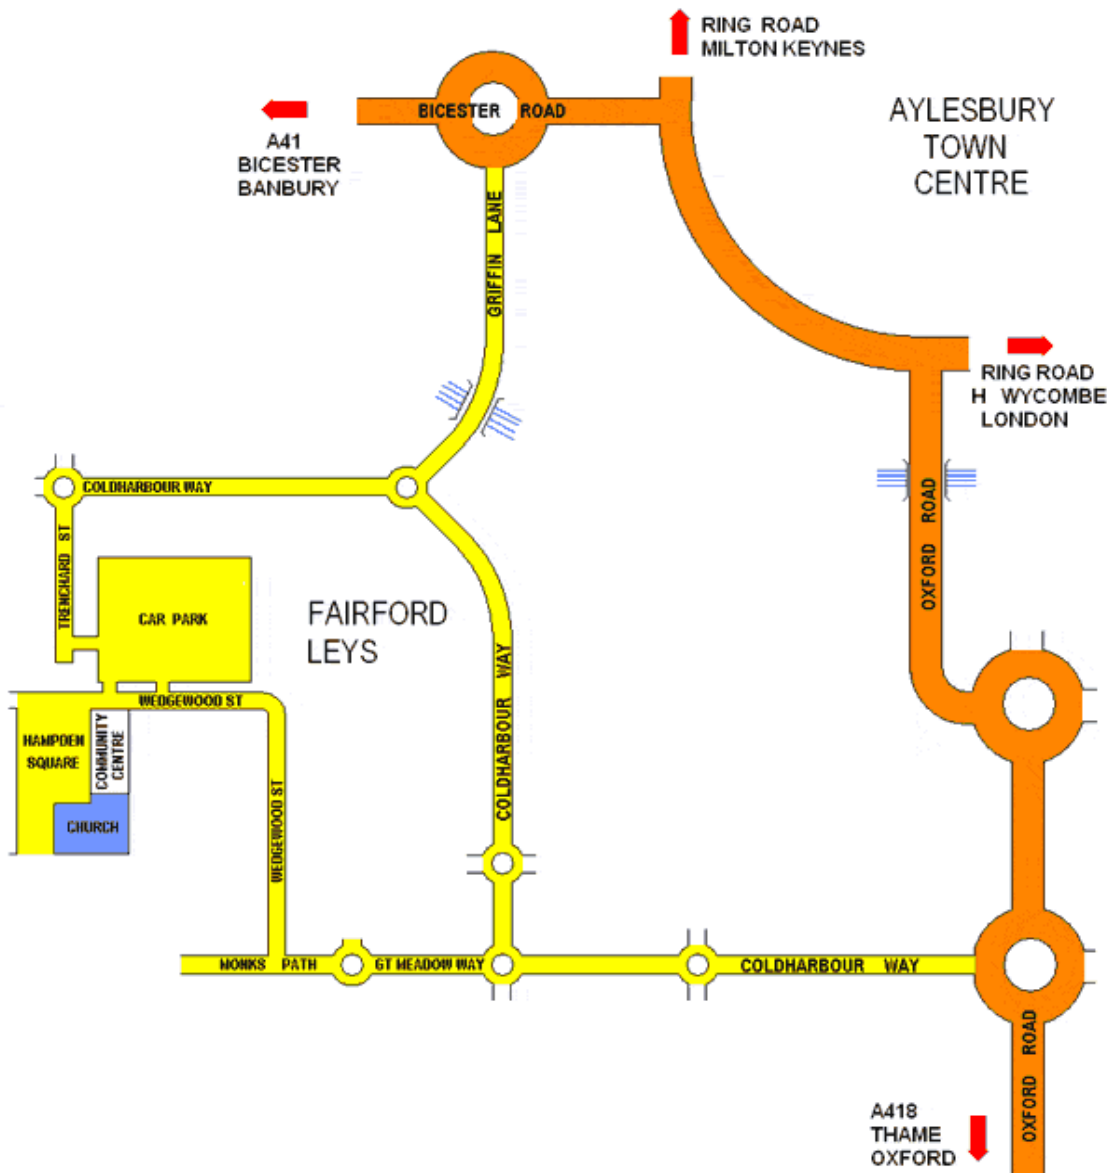 RING ROAD
MILTON KEYNES
AYLESBURY
TOWN
CENTRE
BICESTER ROAD
A41
BICESTER
BANBURY
GRIFFIN LANE
RING ROAD
H WYCOMBE
LONDON
COLDHARBOUR WAY
OXFORD ROAD
TRENCHARD ST
CAR PARK
FAIRFORD
LEYS
COLDHARBOUR WAY
WEDGEWOOD ST
HAMPDEN
SQUARE
COMMUNITY
CENTRE
CHURCH
WEDGEWOOD ST
MONKS PATH
GT MEADOW WAY
COLDHARBOUR WAY
OXFORD ROAD
A418
THAME
OXFORD